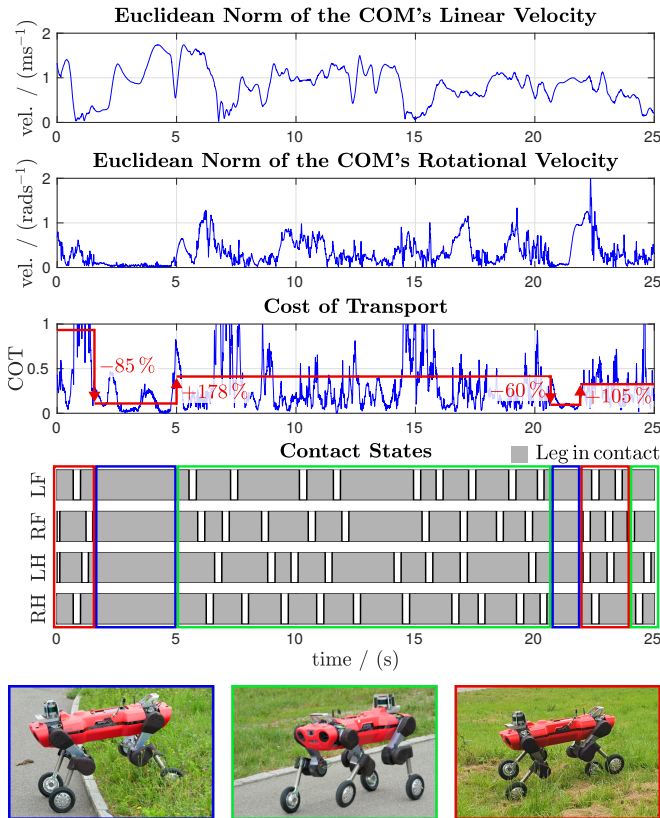 Euclidean Norm of the COM's Linear Velocity
vel. / (ms⁻¹)
2
1
0
0 5 10 15 20 25
Euclidean Norm of the COM's Rotational Velocity
vel. / (rads⁻¹)
2
1
0
0 5 10 15 20 25
Cost of Transport
COT
1
0.5
0
−85 %
+178 %
−60 %
+105 %
0 5 10 15 20 25
Contact States
Leg in contact
LF
RF
LH
RH
0 5 10 15 20 25
time / (s)